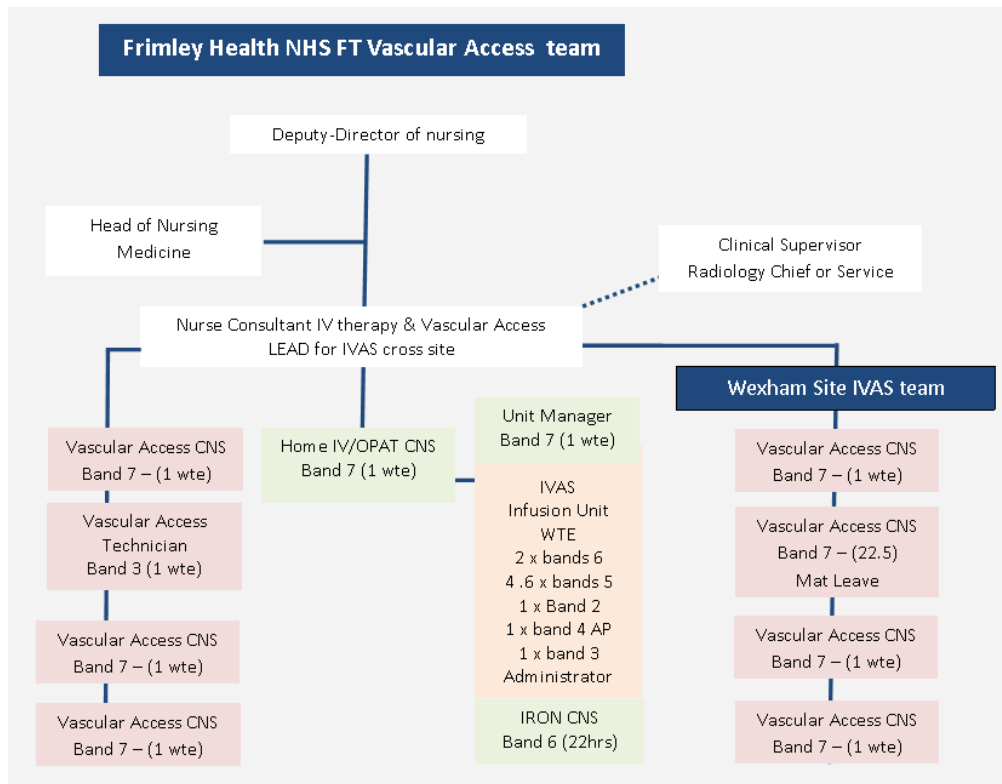 Frimley Health NHS FT Vascular Access team
Deputy-Director of nursing
Head of Nursing
Medicine
Clinical Supervisor
Radiology Chief or Service
Nurse Consultant IV therapy & Vascular Access
LEAD for IVAS cross site
Vascular Access CNS
Band 7 – (1 wte)
Vascular Access
Technician
Band 3 (1 wte)
Vascular Access CNS
Band 7 – (1 wte)
Vascular Access CNS
Band 7 – (1 wte)
Home IV/OPAT CNS
Band 7 (1 wte)
Unit Manager
Band 7 (1 wte)
IVAS
Infusion Unit
WTE
2 x bands 6
4 .6 x bands 5
1 x Band 2
1 x band 4 AP
1 x band 3
Administrator
IRON CNS
Band 6 (22hrs)
Wexham Site IVAS team
Vascular Access CNS
Band 7 – (1 wte)
Vascular Access CNS
Band 7 – (22.5)
Mat Leave
Vascular Access CNS
Band 7 – (1 wte)
Vascular Access CNS
Band 7 – (1 wte)